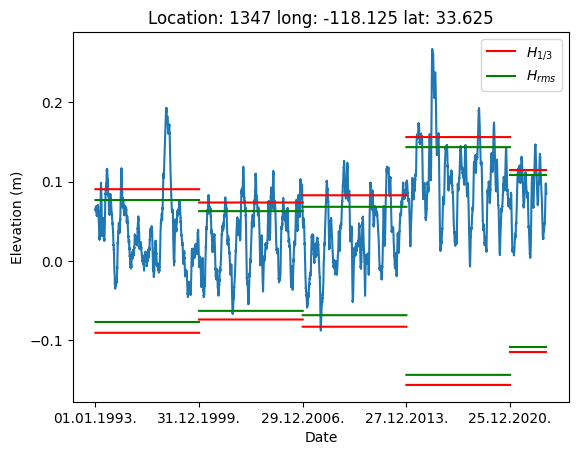 Location: 1347 long: -118.125 lat: 33.625
H1/3
Hrms
Elevation (m)
0.2
0.1
0.0
−0.1
01.01.1993. 31.12.1999. 29.12.2006. 27.12.2013. 25.12.2020.
Date